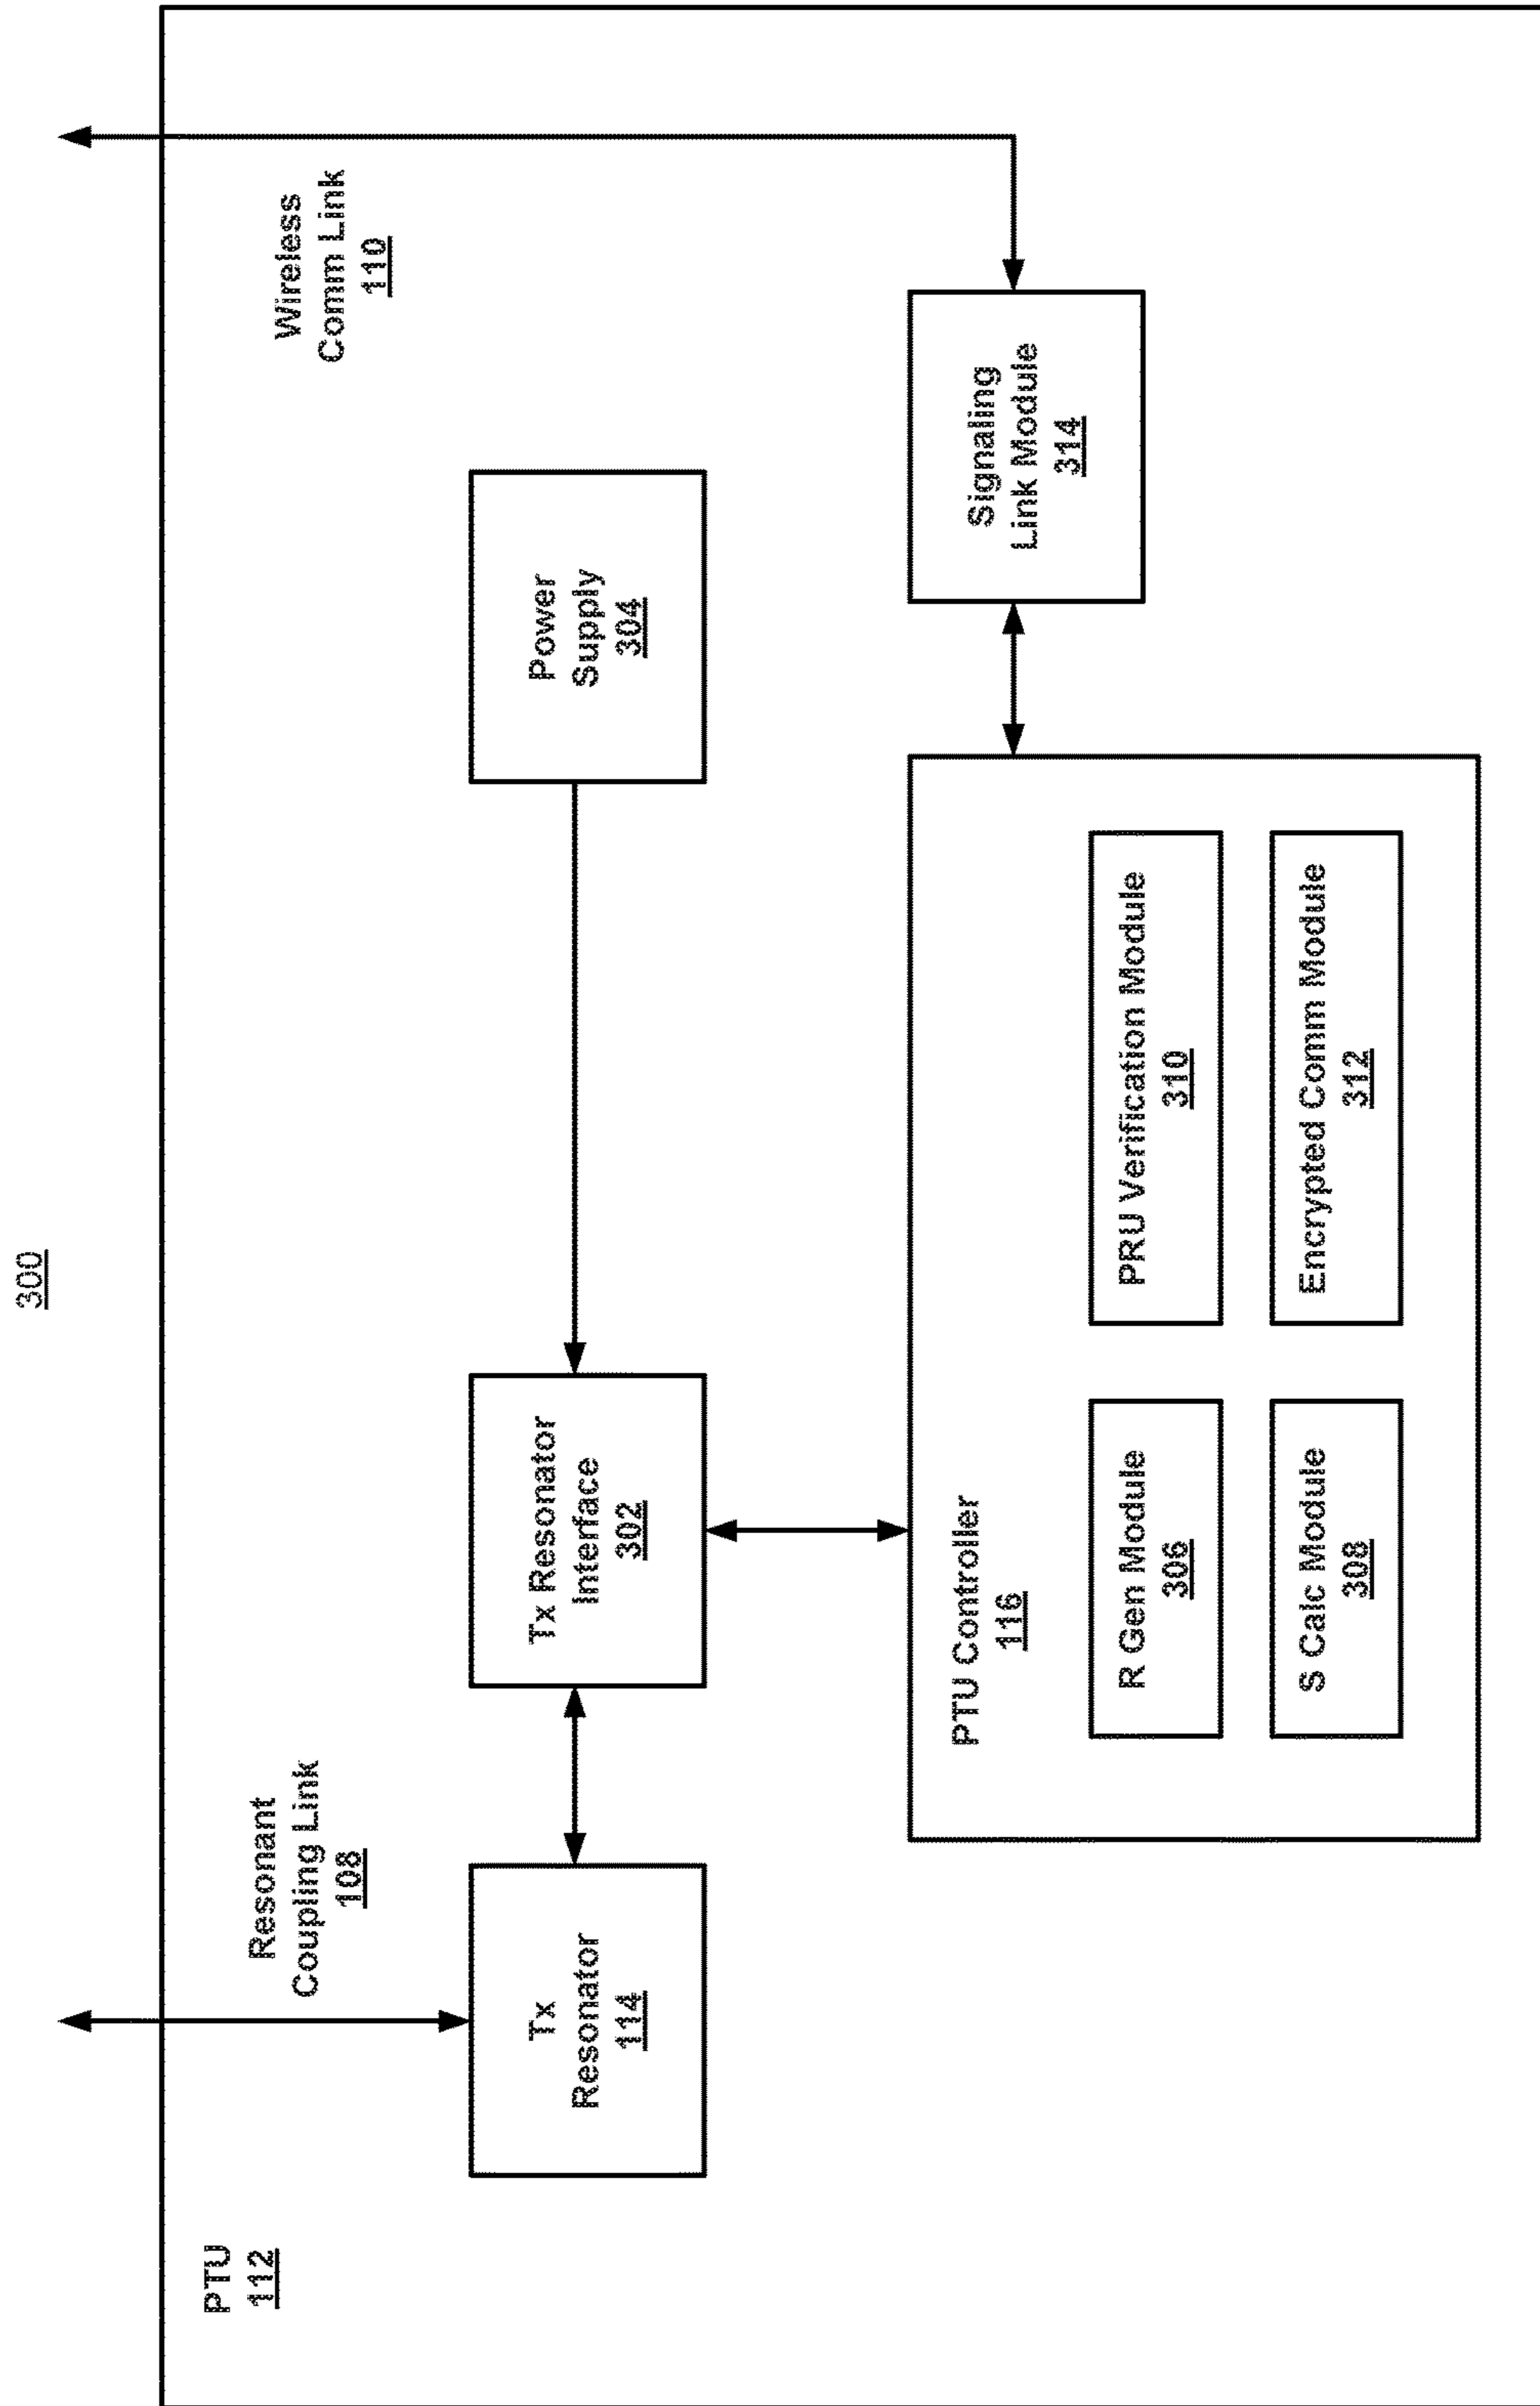 300
PTU
112
Resonant
Coupling Link
108
Wireless
Comm Link
110
Tx
Resonator
114
Tx Resonator
Interface
302
Power
Supply
304
PTU Controller
116
R Gen Module
306
PRU Verification Module
310
S Calc Module
308
Encrypted Comm Module
312
Signaling
Link Module
314